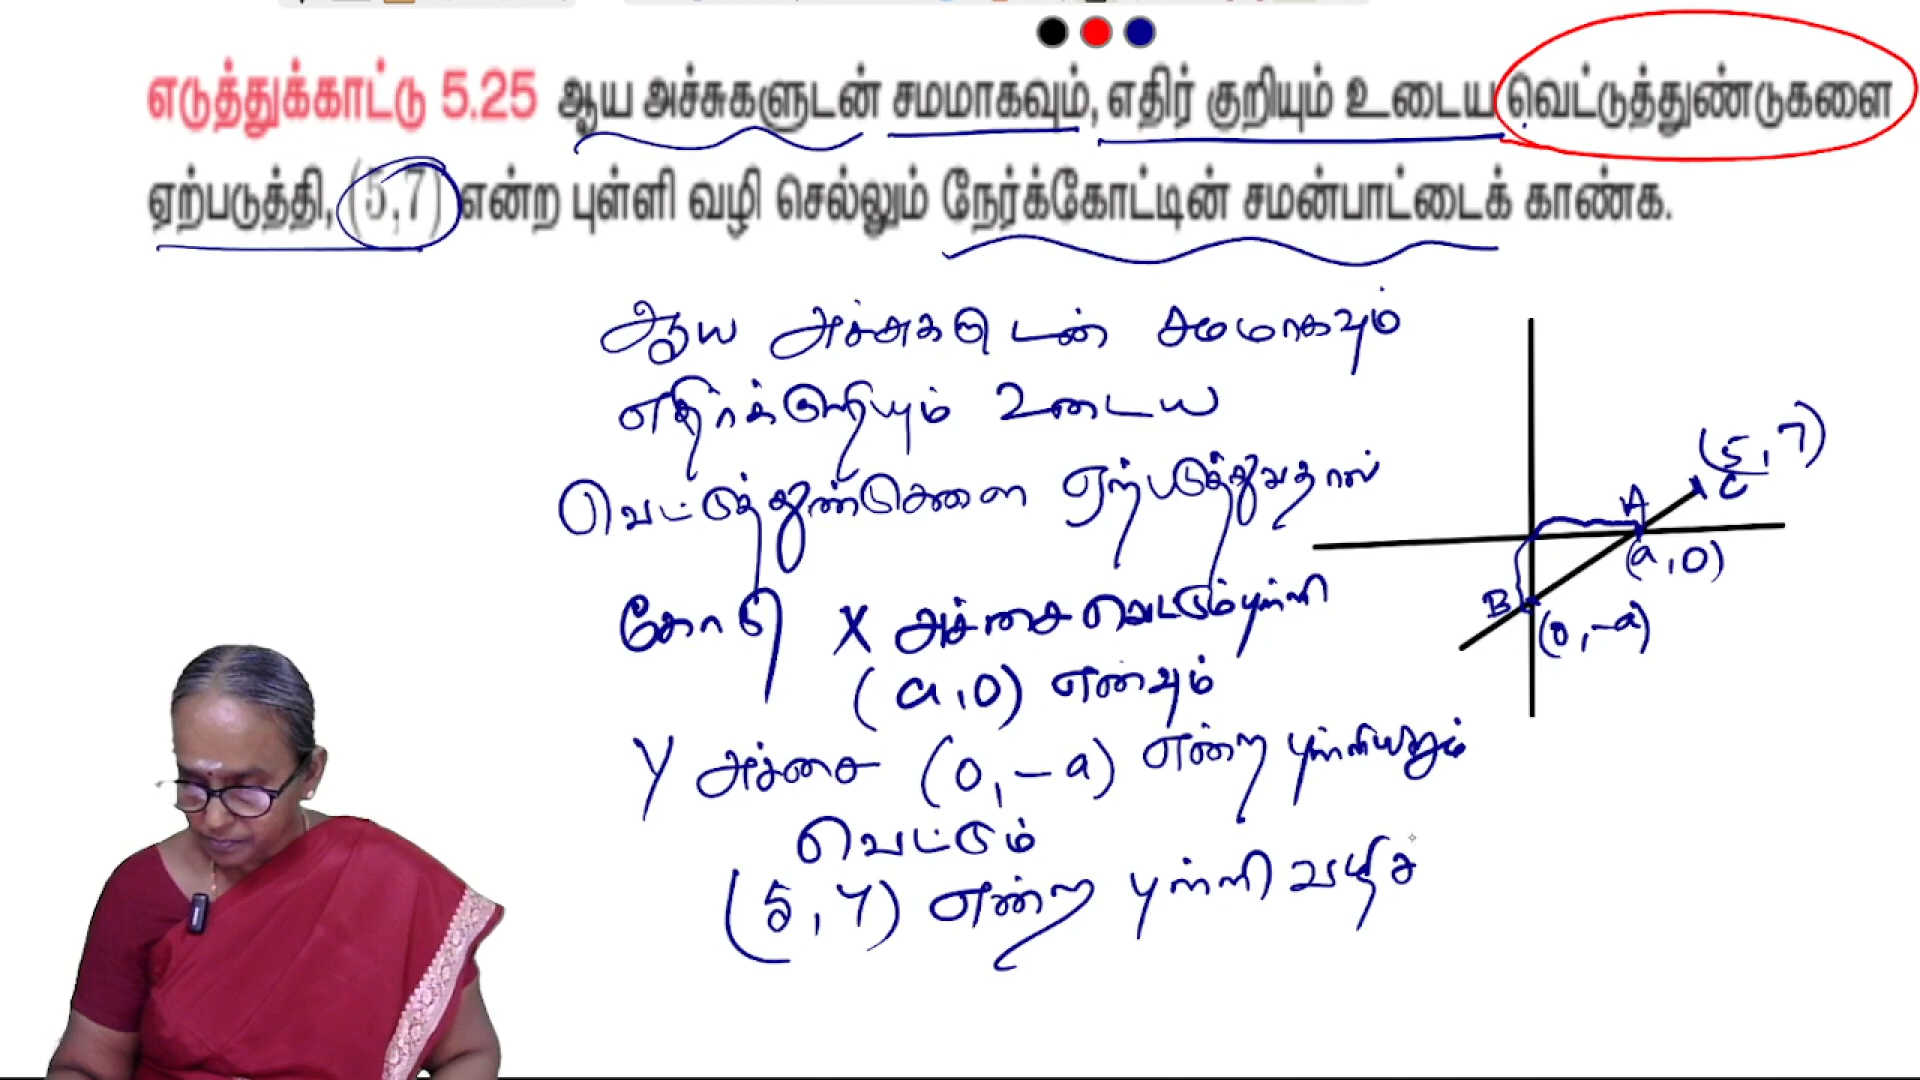 எடுத்துக்காட்டு 5.25 ஆய அச்சுகளுடன் சமமாகவும், எதிர் குறியும் உடைய வெட்டுத்துண்டுகளை
ஏற்படுத்தி, (5,7) என்ற புள்ளி வழி செல்லும் நேர்க்கோட்டின் சமன்பாட்டைக் காண்க.
ஆய அச்சுகளுடன் சமமாகவும்
எதிர்க்குறியும் உடைய
வெட்டுத்துண்டுகளை ஏற்படுத்துவதால்
கோடு X அச்சை வெட்டும்புள்ளி
(a,0) எனவும்
Y அச்சை (0,-a) என்ற புள்ளியிலும்
வெட்டும்
(5,7) என்ற புள்ளி வழிச்
(5,7)
C
A
(a,0)
B
(0,-a)